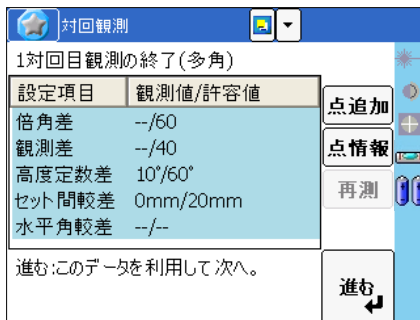 対回観測
1対回目観測の終了(多角)
設定項目 観測値/許容値
倍角差 --/60
観測差 --/40
高度定数差 10"/60"
セット間較差 0mm/20mm
水平角較差 --/--
点追加
点情報
再測
進む:このデータを利用して次へ。
進む